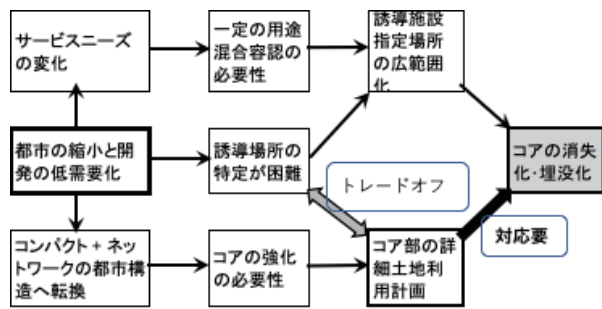 サービスニーズ
の変化
一定の用途
混合容認の
必要性
誘導施設
指定場所
の広範囲
化
都市の縮小と開
発の低需要化
誘導場所の
特定が困難
コアの消失
化・埋没化
トレードオフ
対応要
コンパクト + ネッ
トワークの都市構
造へ転換
コアの強化
の必要性
コア部の詳
細土地利
用計画